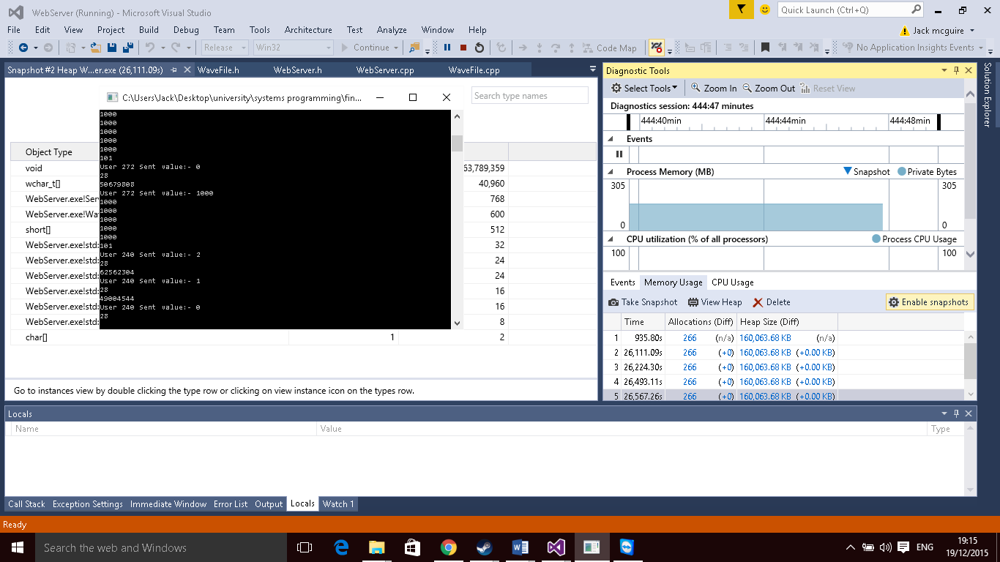 WebServer (Running) - Microsoft Visual Studio
Quick Launch (Ctrl+Q)
File Edit View Project Build Debug Team Tools Architecture Test Analyze Window Help
Jack mcguire
Release Win32 Continue Code Map No Application Insights Events
Snapshot #2 Heap W...er.exe (26,111.09s) WaveFile.h WebServer.h WebServer.cpp WaveFile.cpp
C:\Users\Jack\Desktop\university\systems programming\fin...
Search type names
1000
1000
1000
1000
1000
101
User 272 Sent value:- 0
28
50679808
User 272 Sent value:- 1000
1000
1000
1000
1000
1000
101
User 240 Sent value:- 2
28
62562304
User 240 Sent value:- 1
28
49004544
User 240 Sent value:- 0
28
Object Type
void 63,789,359
wchar_t[] 40,960
WebServer.exe!Ser 768
WebServer.exe!Wa 600
short[] 512
WebServer.exe!std: 32
WebServer.exe!std: 24
WebServer.exe!std: 24
WebServer.exe!std: 16
WebServer.exe!std: 16
WebServer.exe!std: 8
char[] 1 2
Go to instances view by double clicking the type row or clicking on view instance icon on the types row.
Diagnostic Tools
Select Tools Zoom In Zoom Out Reset View
Diagnostics session: 444:47 minutes
444:40min 444:44min 444:48min
Events
Process Memory (MB) Snapshot Private Bytes
305 305
0 0
CPU utilization (% of all processors) Process CPU Usage
100 100
Events Memory Usage CPU Usage
Take Snapshot View Heap Delete Enable snapshots
Time Allocations (Diff) Heap Size (Diff)
1 935.80s 266 (n/a) 160,063.68 KB (n/a)
2 26,111.09s 266 (+0) 160,063.68 KB (+0.00 KB)
3 26,224.30s 266 (+0) 160,063.68 KB (+0.00 KB)
4 26,493.11s 266 (+0) 160,063.68 KB (+0.00 KB)
5 26,567.26s 266 (+0) 160,063.68 KB (+0.00 KB)
Solution Explorer
Locals
Name Value Type
Call Stack Exception Settings Immediate Window Error List Output Locals Watch 1
Ready
Search the web and Windows
ENG
19:15
19/12/2015